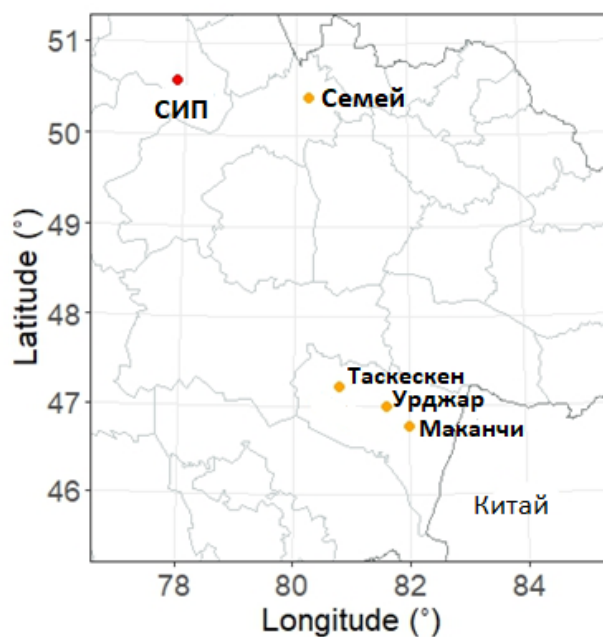 51
СИП
Семей
50
49
48
Таскескен
47
Урджар
Маканчи
46
Китай
78
80
82
84
Latitude (°)
Longitude (°)